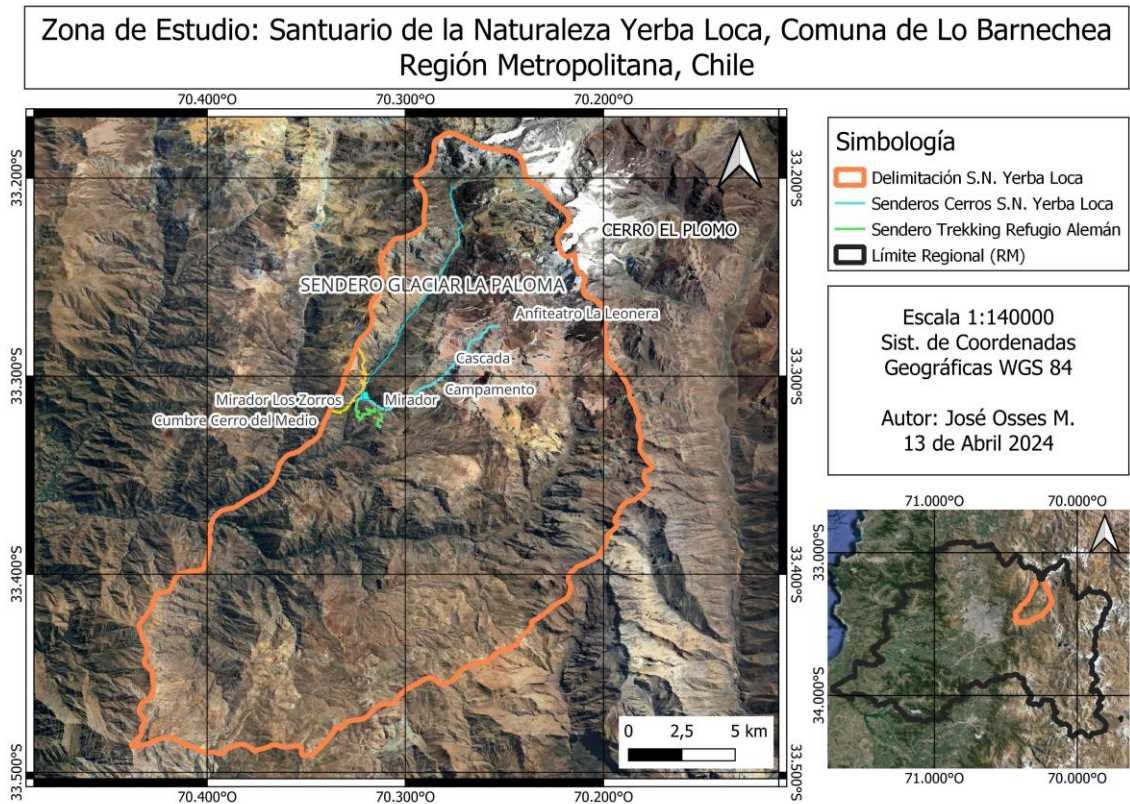 Zona de Estudio: Santuario de la Naturaleza Yerba Loca, Comuna de Lo Barnechea
Región Metropolitana, Chile
70.400°O 70.300°O 70.200°O
33.200°S 33.200°S
CERRO EL PLOMO
SENDERO GLACIAR LA PALOMA
Anfiteatro La Leonera
33.300°S 33.300°S
Cascada
Campamento
Mirador Los Zorros
Mirador
Cumbre Cerro del Medio
33.400°S 33.400°S
0 2,5 5 km
33.500°S 33.500°S
70.400°O 70.300°O 70.200°O
Simbología
Delimitación S.N. Yerba Loca
Senderos Cerros S.N. Yerba Loca
Sendero Trekking Refugio Alemán
Límite Regional (RM)
Escala 1:140000
Sist. de Coordenadas
Geográficas WGS 84
Autor: José Osses M.
13 de Abril 2024
71.000°O 70.000°O
33.000°S 33.000°S
34.000°S 34.000°S
71.000°O 70.000°O